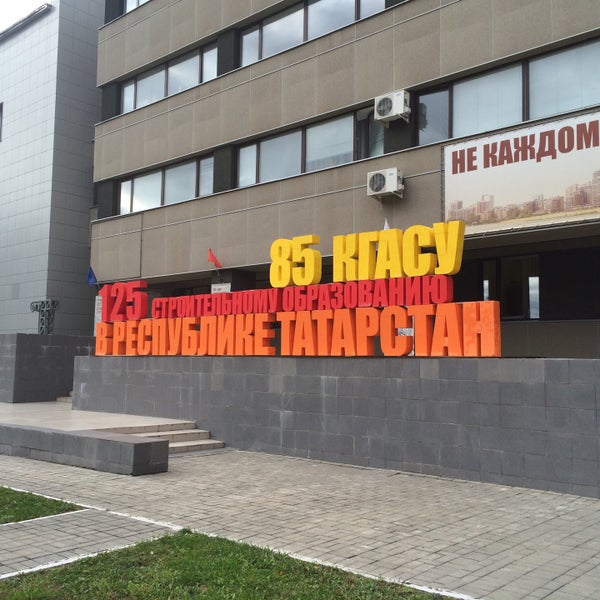 НЕ КАЖДОМ
85 КГАСУ
125 СТРОИТЕЛЬНОМУ ОБРАЗОВАНИЮ
В РЕСПУБЛИКЕ ТАТАРСТАН